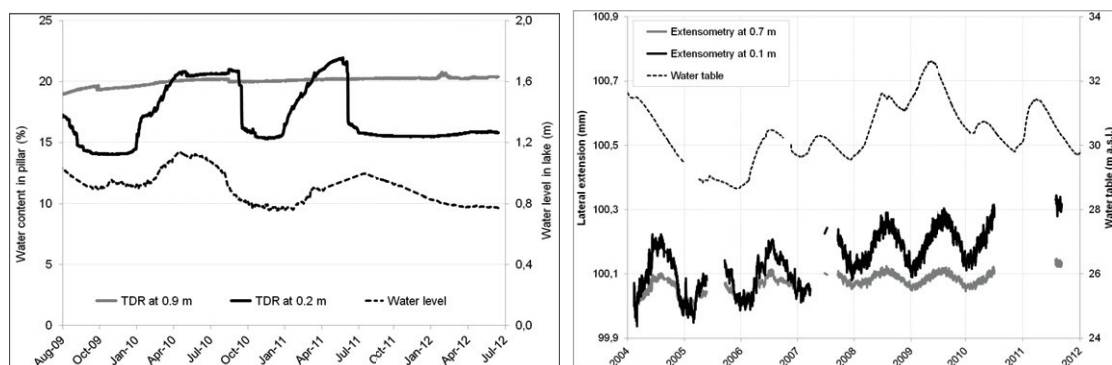 25
20
15
10
5
0
Water content in pillar (%)
2,0
1,6
1,2
0,8
0,4
0,0
Water level in lake (m)
TDR at 0.9 m
TDR at 0.2 m
Water level
Aug-09
Oct-09
Jan-10
Apr-10
Jul-10
Oct-10
Jan-11
Apr-11
Jul-11
Oct-11
Jan-12
Apr-12
Jul-12
100,9
100,7
100,5
100,3
100,1
99,9
Lateral extension (mm)
Extensometry at 0.7 m
Extensometry at 0.1 m
Water table
34
32
30
28
26
24
Water table (m a.s.l.)
2004
2005
2006
2007
2008
2009
2010
2011
2012